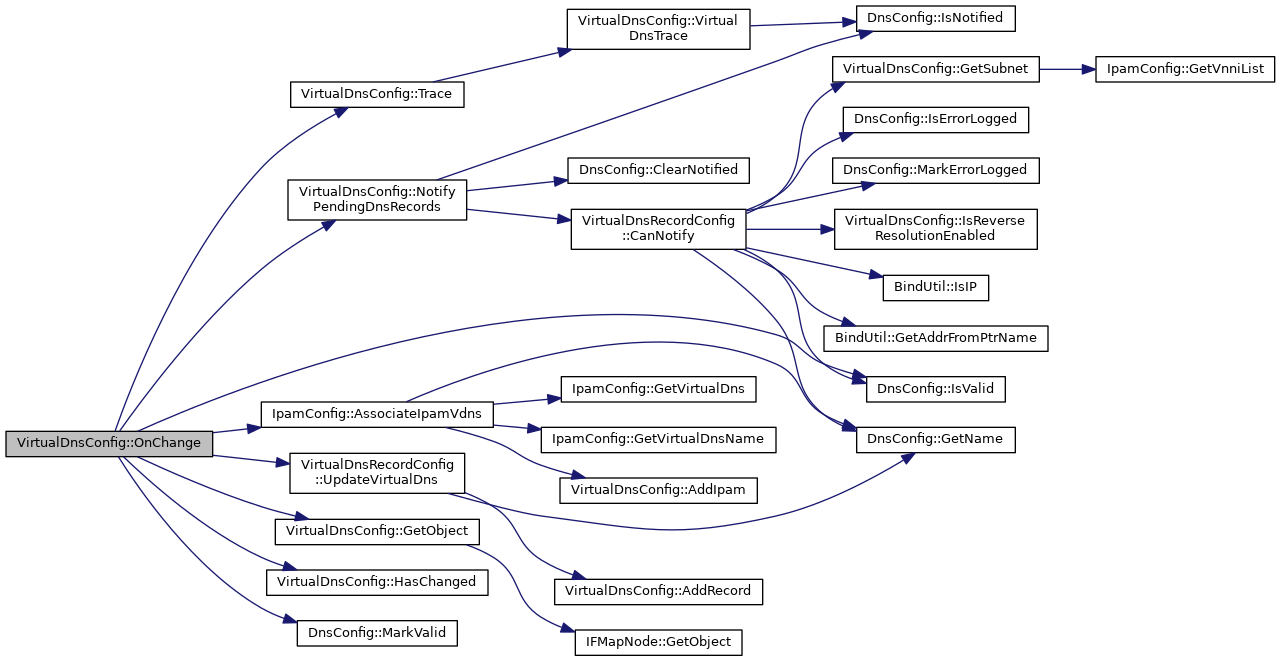 VirtualDnsConfig::OnChange
VirtualDnsConfig::Trace
VirtualDnsConfig::Virtual
DnsTrace
DnsConfig::IsNotified
VirtualDnsConfig::Notify
PendingDnsRecords
DnsConfig::ClearNotified
VirtualDnsRecordConfig
::CanNotify
VirtualDnsConfig::GetSubnet
IpamConfig::GetVnniList
DnsConfig::IsErrorLogged
DnsConfig::MarkErrorLogged
VirtualDnsConfig::IsReverse
ResolutionEnabled
BindUtil::IsIP
BindUtil::GetAddrFromPtrName
DnsConfig::IsValid
DnsConfig::GetName
IpamConfig::AssociateIpamVdns
IpamConfig::GetVirtualDns
IpamConfig::GetVirtualDnsName
VirtualDnsConfig::AddIpam
VirtualDnsRecordConfig
::UpdateVirtualDns
VirtualDnsConfig::AddRecord
VirtualDnsConfig::GetObject
IFMapNode::GetObject
VirtualDnsConfig::HasChanged
DnsConfig::MarkValid